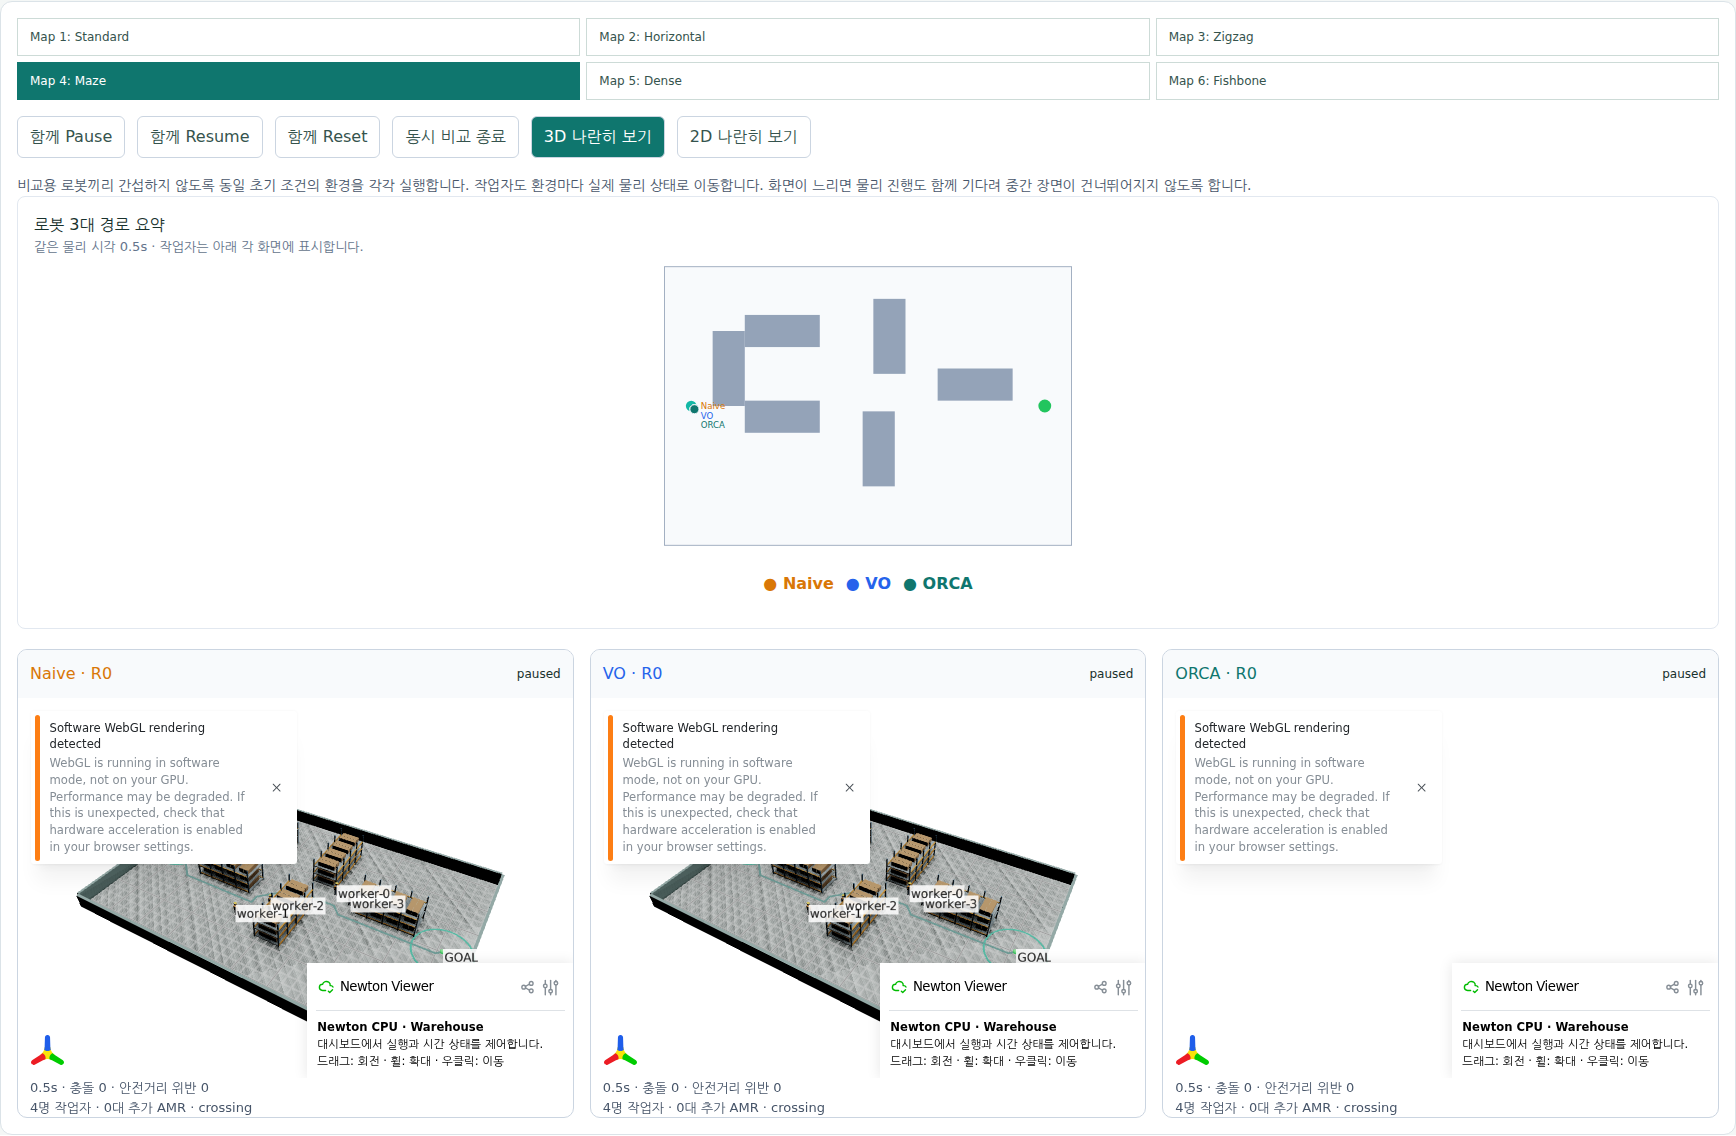 Map 1: Standard
Map 2: Horizontal
Map 3: Zigzag
Map 4: Maze
Map 5: Dense
Map 6: Fishbone
함께 Pause
함께 Resume
함께 Reset
동시 비교 종료
3D 나란히 보기
2D 나란히 보기
비교용 로봇끼리 간섭하지 않도록 동일 초기 조건의 환경을 각각 실행합니다. 작업자도 환경마다 실제 물리 상태로 이동합니다. 화면이 느리면 물리 진행도 함께 기다려 중간 장면이 건너뛰어지지 않도록 합니다.
로봇 3대 경로 요약
같은 물리 시각 0.5s · 작업자는 아래 각 화면에 표시합니다.
Naive
VO
ORCA
Naive
VO
ORCA
Naive · R0
paused
Software WebGL rendering
detected
WebGL is running in software
mode, not on your GPU.
Performance may be degraded. If
this is unexpected, check that
hardware acceleration is enabled
in your browser settings.
worker-0
worker-3
worker-2
worker-1
GOAL
Newton Viewer
Newton CPU · Warehouse
대시보드에서 실행과 시간 상태를 제어합니다.
드래그: 회전 · 휠: 확대 · 우클릭: 이동
0.5s · 충돌 0 · 안전거리 위반 0
4명 작업자 · 0대 추가 AMR · crossing
VO · R0
paused
Software WebGL rendering
detected
WebGL is running in software
mode, not on your GPU.
Performance may be degraded. If
this is unexpected, check that
hardware acceleration is enabled
in your browser settings.
worker-0
worker-3
worker-2
worker-1
GOAL
Newton Viewer
Newton CPU · Warehouse
대시보드에서 실행과 시간 상태를 제어합니다.
드래그: 회전 · 휠: 확대 · 우클릭: 이동
0.5s · 충돌 0 · 안전거리 위반 0
4명 작업자 · 0대 추가 AMR · crossing
ORCA · R0
paused
Software WebGL rendering
detected
WebGL is running in software
mode, not on your GPU.
Performance may be degraded. If
this is unexpected, check that
hardware acceleration is enabled
in your browser settings.
Newton Viewer
Newton CPU · Warehouse
대시보드에서 실행과 시간 상태를 제어합니다.
드래그: 회전 · 휠: 확대 · 우클릭: 이동
0.5s · 충돌 0 · 안전거리 위반 0
4명 작업자 · 0대 추가 AMR · crossing